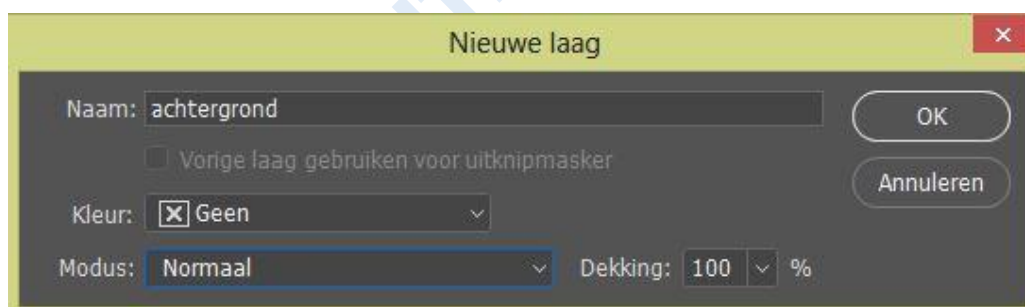 Nieuwe laag
Naam: achtergrond
OK
Vorige laag gebruiken voor uitknipmasker
Annuleren
Kleur: Geen
Modus: Normaal Dekking: 100 %